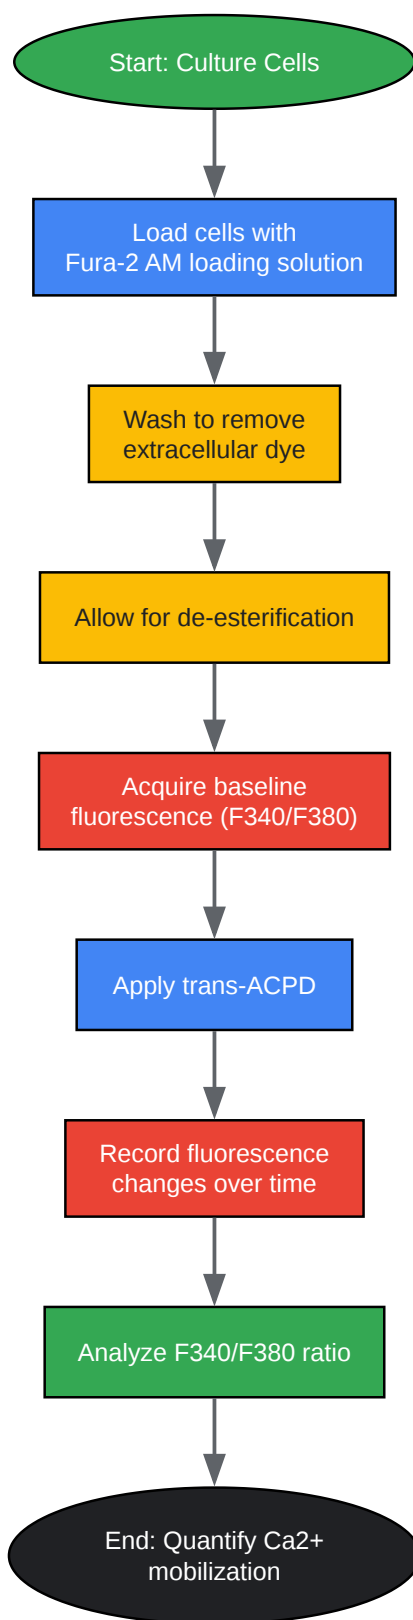 Start: Culture Cells
Load cells with
Fura-2 AM loading solution
Wash to remove
extracellular dye
Allow for de-esterification
Acquire baseline
fluorescence (F340/F380)
Apply trans-ACPD
Record fluorescence
changes over time
Analyze F340/F380 ratio
End: Quantify Ca2+
mobilization